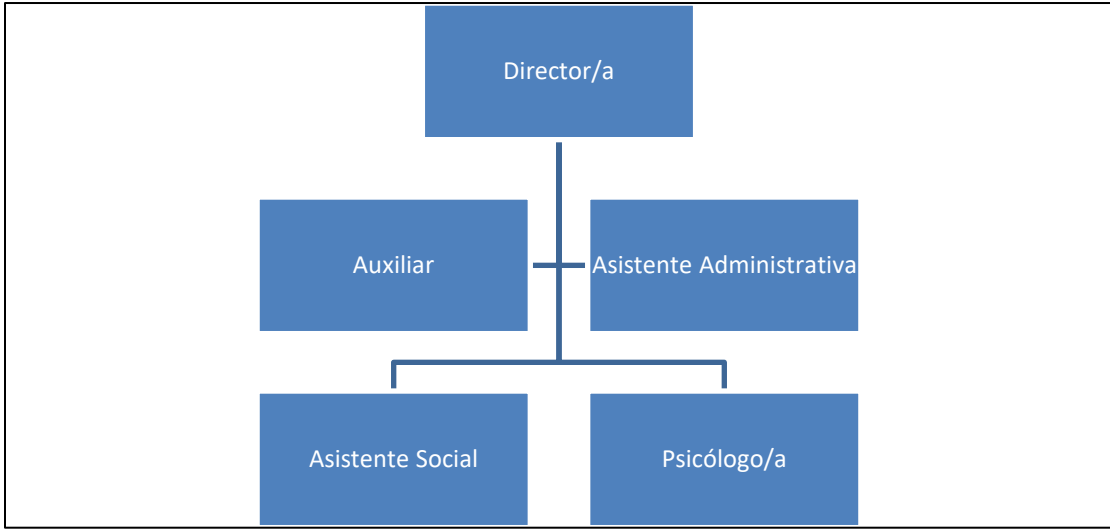 Director/a
Auxiliar
Asistente Administrativa
Asistente Social
Psicólogo/a